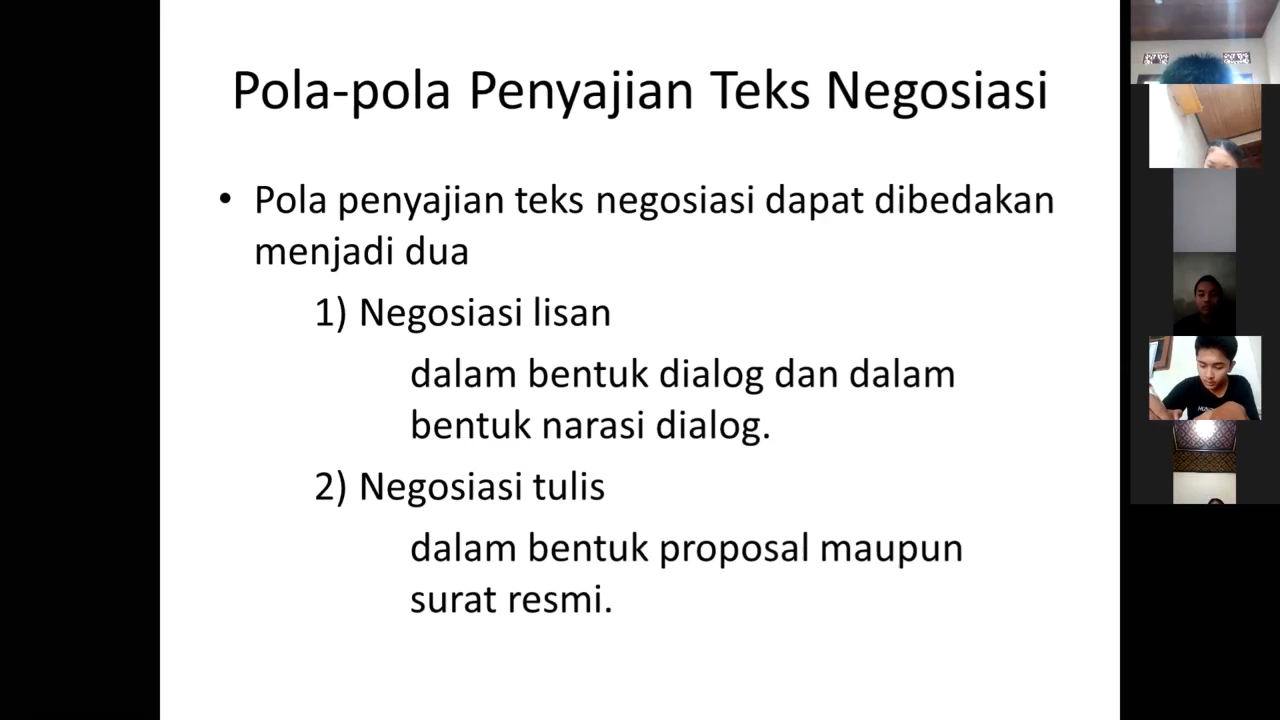 Pola-pola Penyajian Teks Negosiasi
• Pola penyajian teks negosiasi dapat dibedakan
menjadi dua
1) Negosiasi lisan
dalam bentuk dialog dan dalam
bentuk narasi dialog.
2) Negosiasi tulis
dalam bentuk proposal maupun
surat resmi.